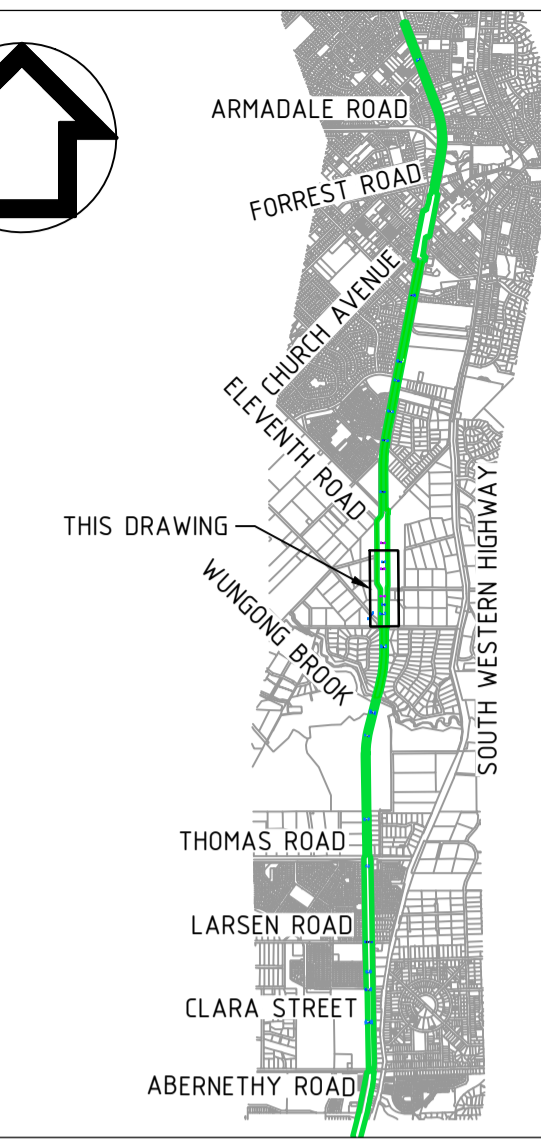 ARMADALE ROAD
FORREST ROAD
CHURCH AVENUE
ELEVENTH ROAD
THIS DRAWING
WUNGONG BROOK
SOUTH WESTERN HIGHWAY
THOMAS ROAD
LARSEN ROAD
CLARA STREET
ABERNETHY ROAD